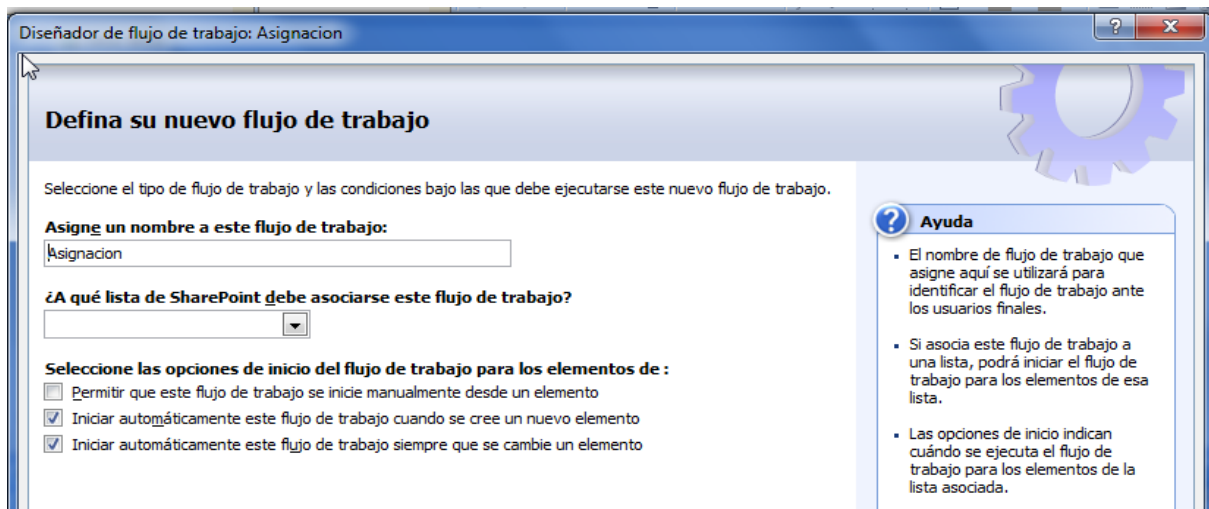 Diseñador de flujo de trabajo: Asignacion
Defina su nuevo flujo de trabajo
Seleccione el tipo de flujo de trabajo y las condiciones bajo las que debe ejecutarse este nuevo flujo de trabajo.
Asigne un nombre a este flujo de trabajo:
Asignacion
¿A qué lista de SharePoint debe asociarse este flujo de trabajo?
Seleccione las opciones de inicio del flujo de trabajo para los elementos de :
Permitir que este flujo de trabajo se inicie manualmente desde un elemento
Iniciar automáticamente este flujo de trabajo cuando se cree un nuevo elemento
Iniciar automáticamente este flujo de trabajo siempre que se cambie un elemento
? Ayuda
▪ El nombre de flujo de trabajo que
asigne aquí se utilizará para
identificar el flujo de trabajo ante
los usuarios finales.
▪ Si asocia este flujo de trabajo a
una lista, podrá iniciar el flujo de
trabajo para los elementos de esa
lista.
▪ Las opciones de inicio indican
cuándo se ejecuta el flujo de
trabajo para los elementos de la
lista asociada.